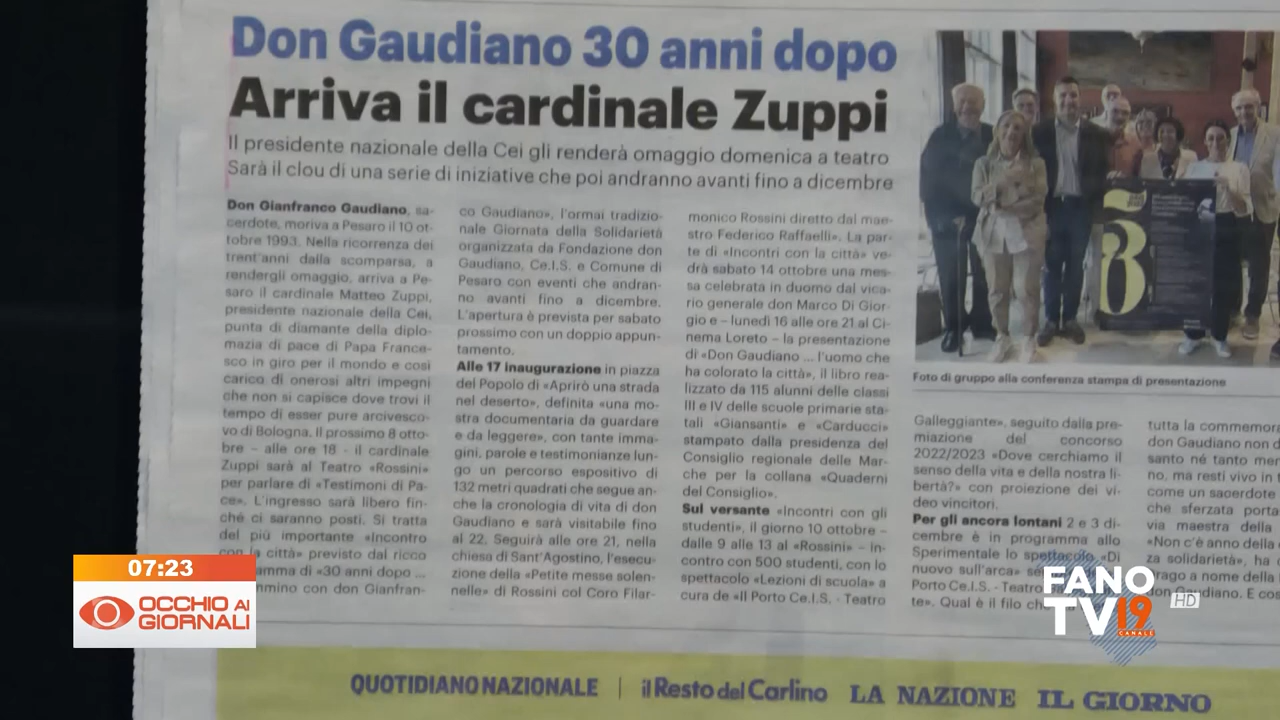 Don Gaudiano 30 anni dopo
Arriva il cardinale Zuppi
Il presidente nazionale della Cei gli renderà omaggio domenica a teatro
Sarà il clou di una serie di iniziative che poi andranno avanti fino a dicembre
Don Gianfranco Gaudiano, sa-
cerdote, moriva a Pesaro il 10 ot-
tobre 1993. Nella ricorrenza dei
trent'anni dalla scomparsa, a
rendergli omaggio, arriva a Pe-
saro il cardinale Matteo Zuppi,
presidente nazionale della Cei,
punta di diamante della diplo-
mazia di pace di Papa France-
sco in giro per il mondo e così
carico di onerosi altri impegni
che non si capisce dove trovi il
tempo di esser pure arcivesco-
vo di Bologna. Il prossimo 8 otto-
bre - alle ore 18 - il cardinale
Zuppi sarà al Teatro «Rossini»
per parlare di «Testimoni di Pa-
ce». L'ingresso sarà libero fin-
ché ci saranno posti. Si tratta
del più importante «Incontro
con la città» previsto dal ricco
amma di «30 anni dopo ...
mmino con don Gianfran-
co Gaudiano», l'ormai tradizio-
nale Giornata della Solidarietà
organizzata da Fondazione don
Gaudiano, Ce.I.S. e Comune di
Pesaro con eventi che andran-
no avanti fino a dicembre.
L'apertura è prevista per sabato
prossimo con un doppio appun-
tamento.
Alle 17 inaugurazione in piazza
del Popolo di «Aprirò una strada
nel deserto», definita «una mo-
stra documentaria da guardare
e da leggere», con tante imma-
gini, parole e testimonianze lun-
go un percorso espositivo di
132 metri quadrati che segue an-
che la cronologia di vita di don
Gaudiano e sarà visitabile fino
al 22. Seguirà alle ore 21, nella
chiesa di Sant'Agostino, l'esecu-
zione della «Petite messe solen-
nelle» di Rossini col Coro Filar-
monico Rossini diretto dal mae-
stro Federico Raffaelli». La par-
te di «Incontri con la città» ve-
drà sabato 14 ottobre una mes-
sa celebrata in duomo dal vica-
rio generale don Marco Di Gior-
gio e – lunedì 16 alle ore 21 al Ci-
nema Loreto – la presentazione
di «Don Gaudiano ... l'uomo che
ha colorato la città», il libro rea-
lizzato da 115 alunni delle classi
III e IV delle scuole primarie sta-
tali «Giansanti» e «Carducci»
stampato dalla presidenza del
Consiglio regionale delle Mar-
che per la collana «Quaderni
del Consiglio».
Sul versante «Incontri con gli
studenti», il giorno 10 ottobre –
dalle 9 alle 13 al «Rossini» – in-
contro con 500 studenti, con lo
spettacolo «Lezioni di scuola» a
cura de «Il Porto Ce.I.S. - Teatro
Foto di gruppo alla conferenza stampa di presentazione
Galleggiante», seguito dalla pre-
miazione del concorso
2022/2023 «Dove cerchiamo il
senso della vita e della nostra li-
bertà?» con proiezione dei vi-
deo vincitori.
Per gli ancora lontani 2 e 3 di-
cembre è in programma allo
Sperimentale lo spettacolo «Di
nuovo sull'arca»
Porto Ce.I.S. - Teatro
te». Qual è il filo
tutta la commemora
don Gaudiano non
santo né tanto
no, ma resti vivo in
come un sacerdote
che sferzata porta
via maestra della
«Non c'è anno della
za solidarietà», ha
rago a nome della
don Gaudiano. E cos
07:23
OCCHIO AI
GIORNALI
FANO
TV19
CANALE
HD
QUOTIDIANO NAZIONALE | il Resto del Carlino LA NAZIONE IL GIORNO